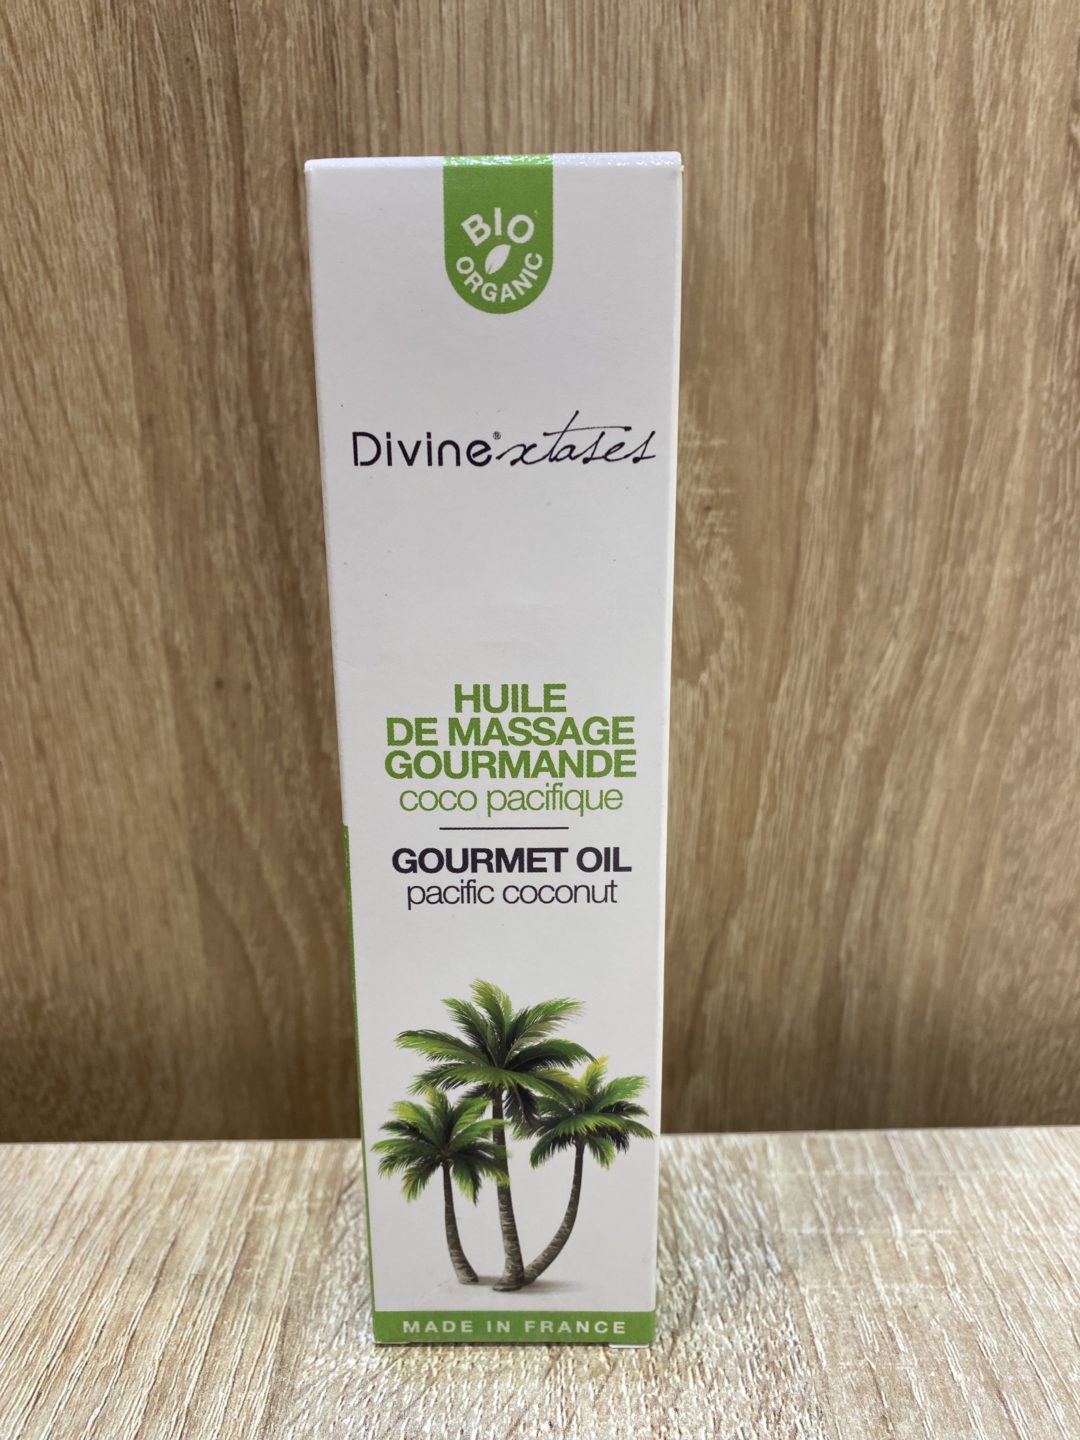 BIO
ORGANIC
Divine®xtases
HUILE
DE MASSAGE
GOURMANDE
coco pacifique
GOURMET OIL
pacific coconut
MADE IN FRANCE